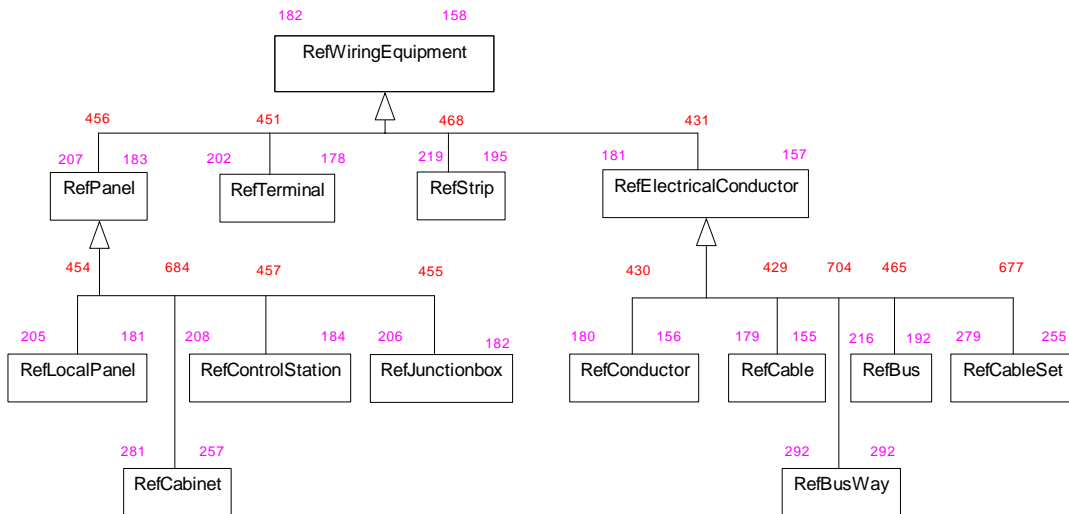 182 158
RefWiringEquipment
456 451 468 431
207 183 202 178 219 195 181 157
RefPanel RefTerminal RefStrip RefElectricalConductor
454 684 457 455 430 429 704 465 677
205 181 208 184 206 182 180 156 179 155 216 192 279 255
RefLocalPanel RefControlStation RefJunctionbox RefConductor RefCable RefBus RefCableSet
281 257 292 292
RefCabinet RefBusWay